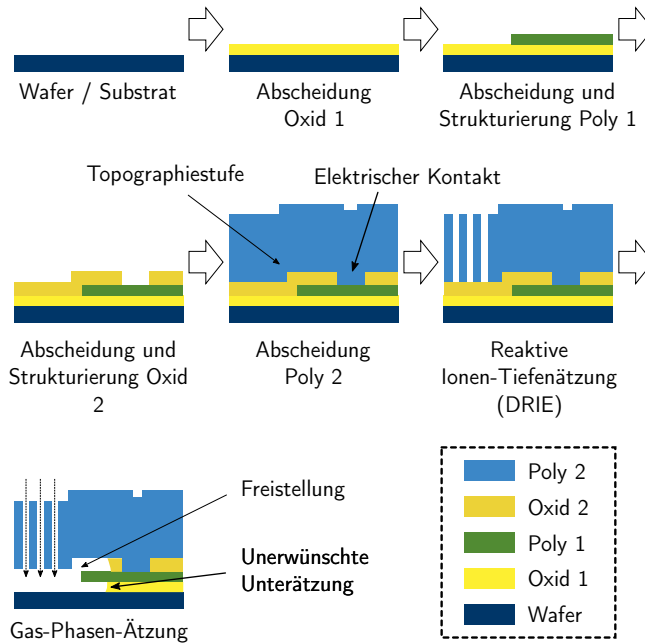 Wafer / Substrat
Abscheidung
Oxid 1
Abscheidung und
Strukturierung Poly 1
Topographiestufe
Elektrischer Kontakt
Abscheidung und
Strukturierung Oxid
2
Abscheidung
Poly 2
Reaktive
Ionen-Tiefenätzung
(DRIE)
Freistellung
Unerwünschte
Unterätzung
Gas-Phasen-Ätzung
Poly 2
Oxid 2
Poly 1
Oxid 1
Wafer